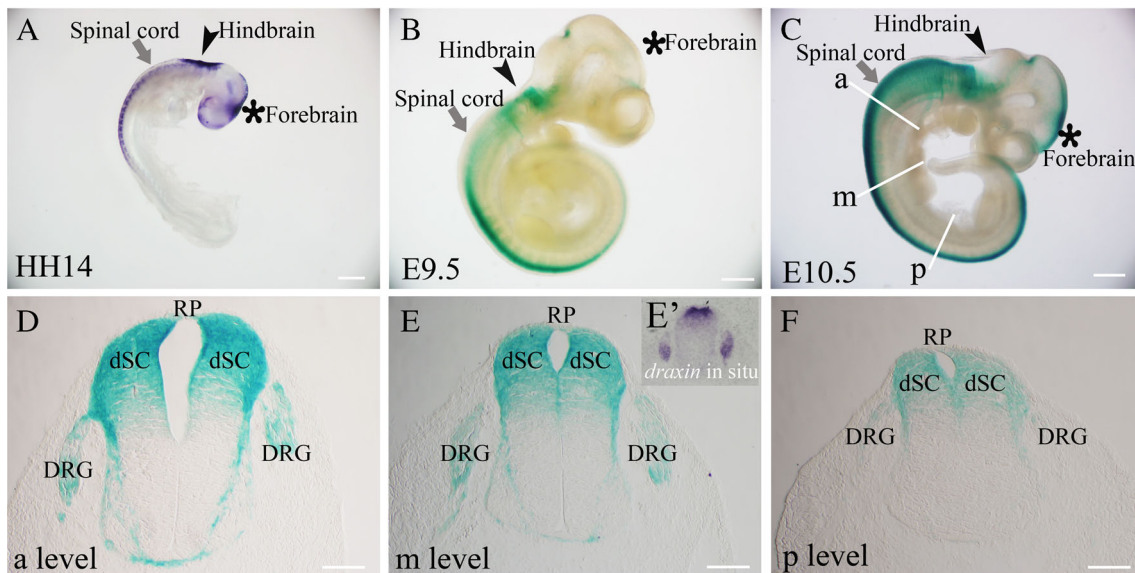 A
Spinal cord
Hindbrain
*Forebrain
HH14
B
Hindbrain
*Forebrain
Spinal cord
E9.5
C
Hindbrain
Spinal cord
a
*
Forebrain
m
p
E10.5
D
RP
dSC dSC
DRG
DRG
a level
E
RP
dSC dSC
DRG
DRG
m level
E’
draxin in situ
F
RP
dSC dSC
DRG
DRG
p level